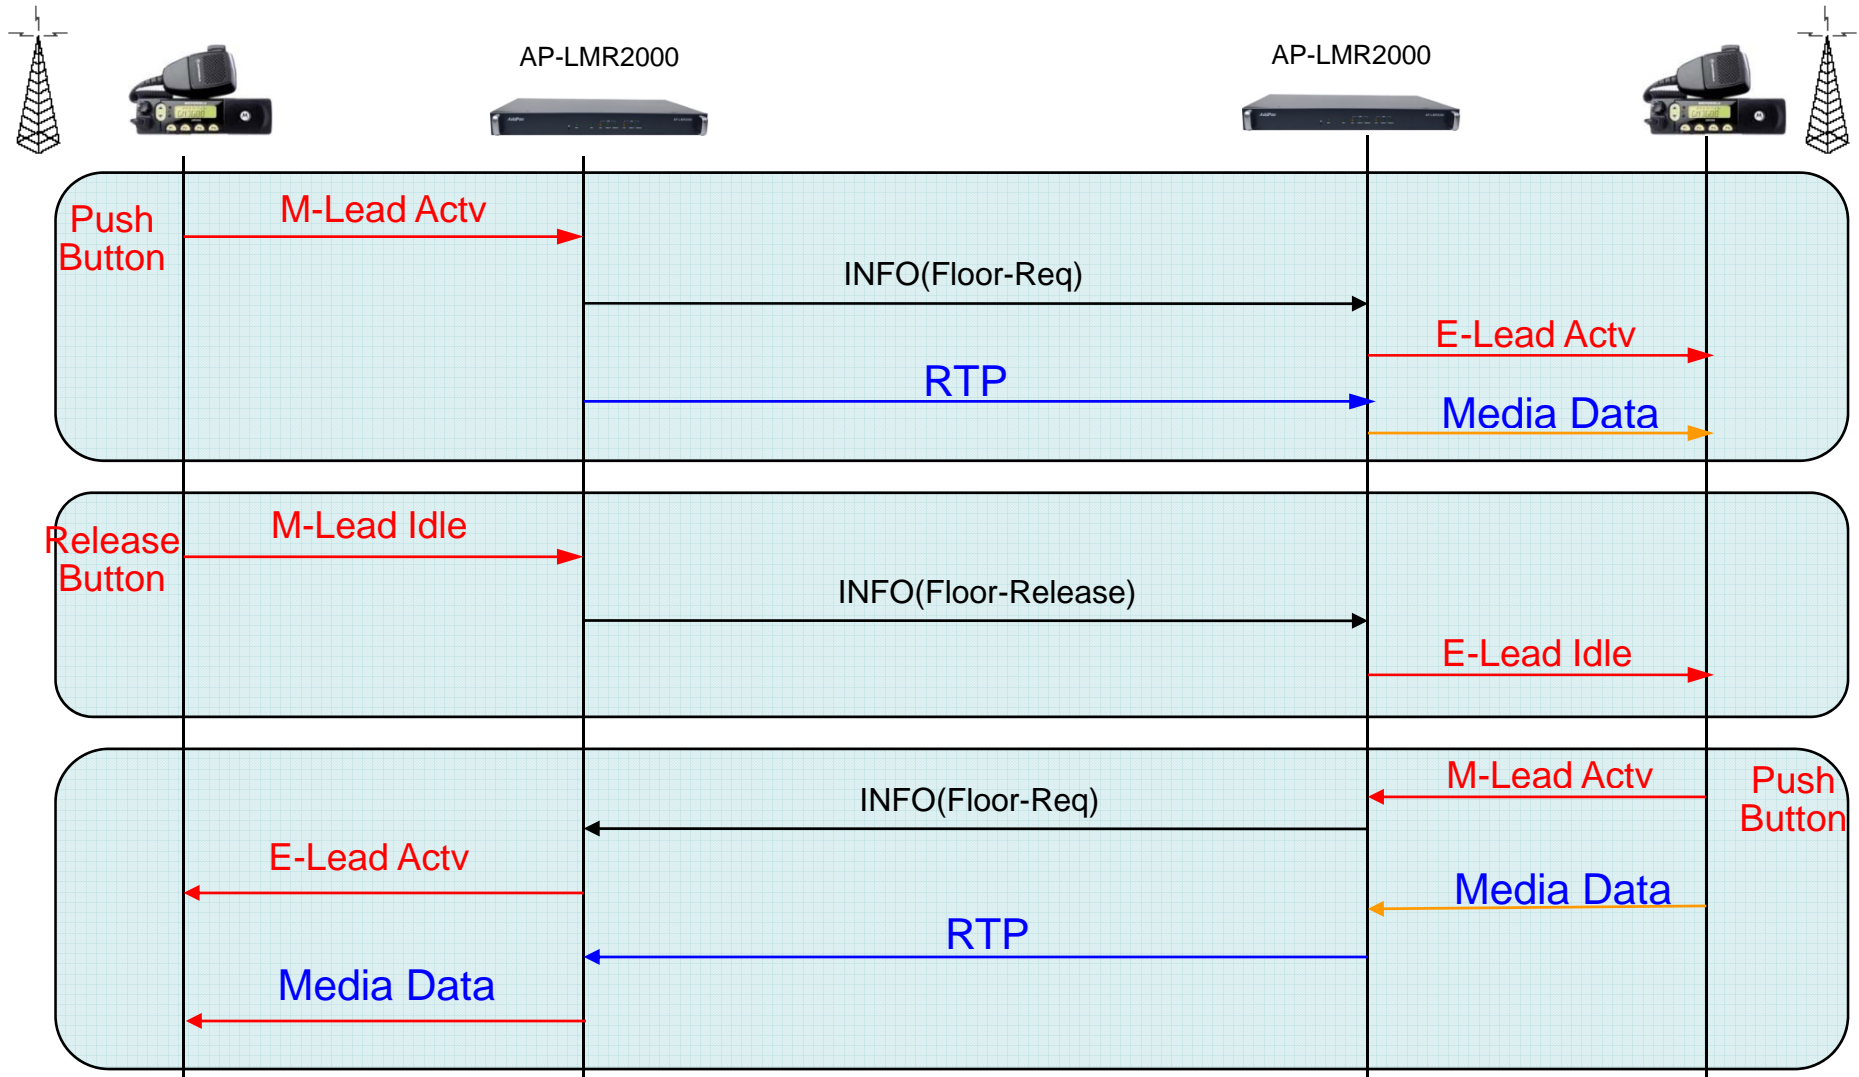 AP-LMR2000
AP-LMR2000
Push
Button
M-Lead Actv
INFO(Floor-Req)
E-Lead Actv
RTP
Media Data
Release
Button
M-Lead Idle
INFO(Floor-Release)
E-Lead Idle
M-Lead Actv
Push
Button
INFO(Floor-Req)
E-Lead Actv
Media Data
RTP
Media Data